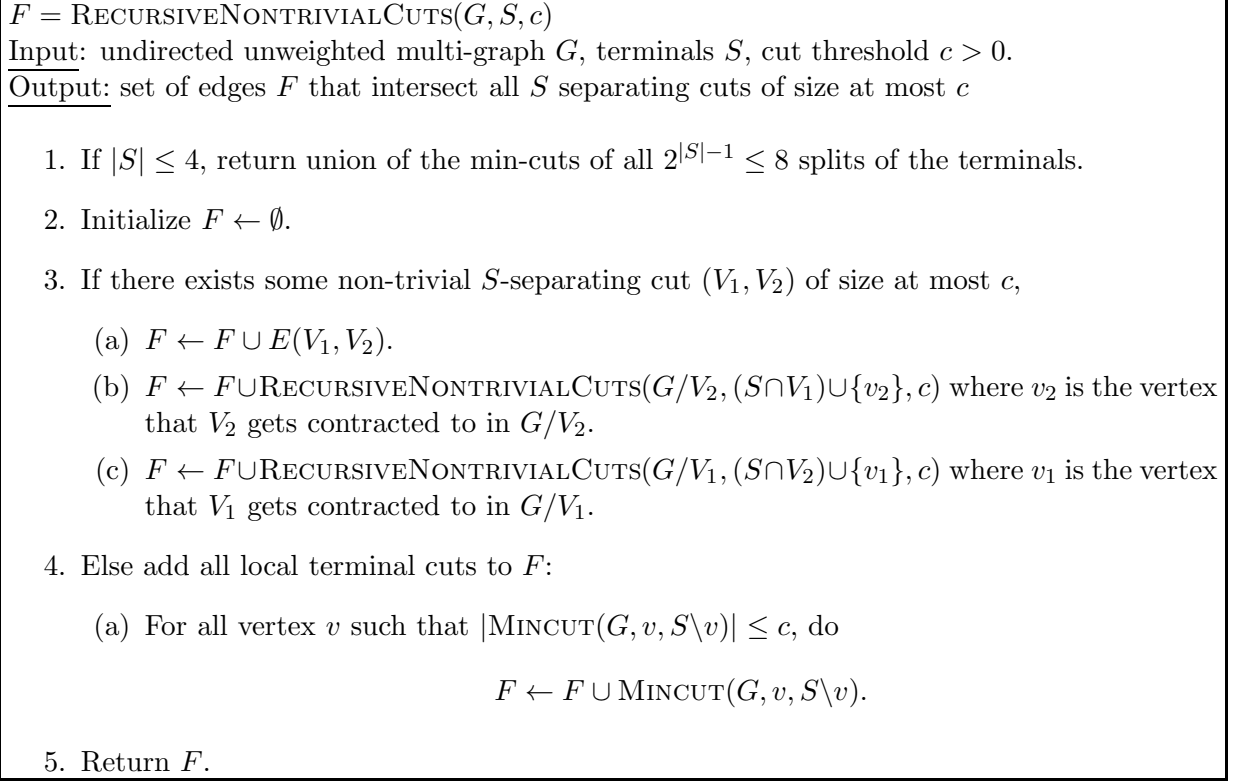 F = RECURSIVENONTRIVIALCUTS(G, S, c)
Input: undirected unweighted multi-graph G, terminals S, cut threshold c > 0.
Output: set of edges F that intersect all S separating cuts of size at most c
1. If |S| ≤ 4, return union of the min-cuts of all 2^{|S|−1} ≤ 8 splits of the terminals.
2. Initialize F ← ∅.
3. If there exists some non-trivial S-separating cut (V₁, V₂) of size at most c,
(a) F ← F ∪ E(V₁, V₂).
(b) F ← F∪RECURSIVENONTRIVIALCUTS(G/V₂, (S∩V₁)∪{v₂}, c) where v₂ is the vertex
that V₂ gets contracted to in G/V₂.
(c) F ← F∪RECURSIVENONTRIVIALCUTS(G/V₁, (S∩V₂)∪{v₁}, c) where v₁ is the vertex
that V₁ gets contracted to in G/V₁.
4. Else add all local terminal cuts to F:
(a) For all vertex v such that |MINCUT(G, v, S\v)| ≤ c, do
F ← F ∪ MINCUT(G, v, S\v).
5. Return F.